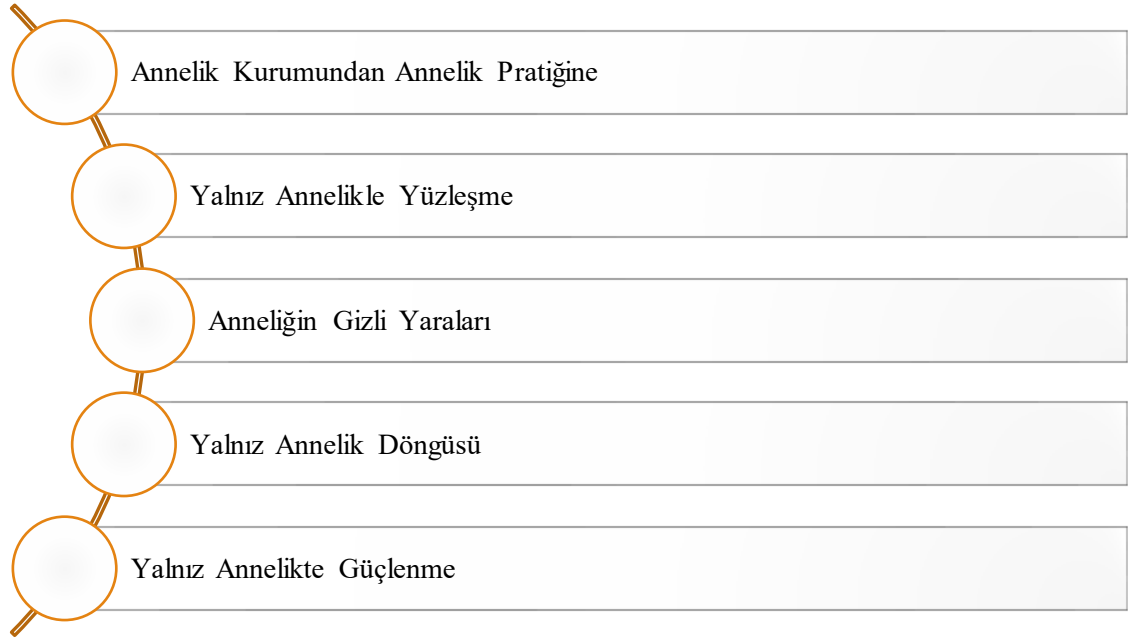 Annelik Kurumundan Annelik Pratiğine
Yalnız Annelikle Yüzleşme
Anneliğin Gizli Yaraları
Yalnız Annelik Döngüsü
Yalnız Annelikte Güçlenme